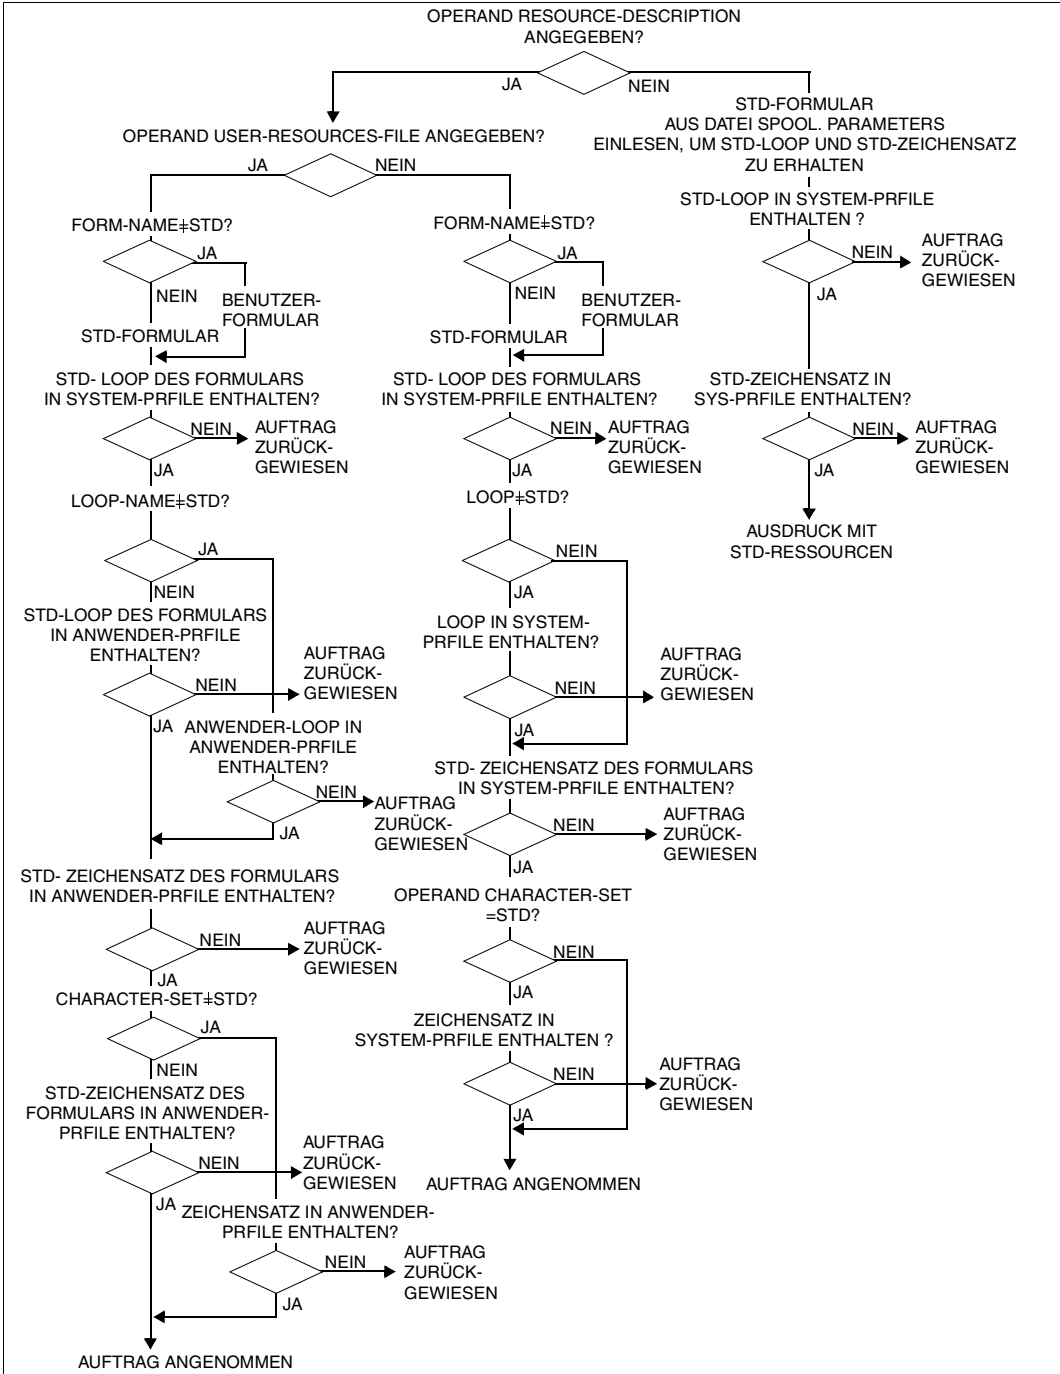 OPERAND RESOURCE-DESCRIPTION
ANGEGEBEN?
JA
NEIN
OPERAND USER-RESOURCES-FILE ANGEGEBEN?
JA
NEIN
FORM-NAME‡STD?
JA
NEIN
BENUTZER-
FORMULAR
STD-FORMULAR
STD- LOOP DES FORMULARS
IN SYSTEM-PRFILE ENTHALTEN?
NEIN
AUFTRAG
ZURÜCK-
GEWIESEN
JA
LOOP-NAME‡STD?
JA
NEIN
STD-LOOP DES FORMULARS
IN ANWENDER-PRFILE
ENTHALTEN?
NEIN
AUFTRAG
ZURÜCK-
GEWIESEN
JA
ANWENDER-LOOP IN
ANWENDER-PRFILE
ENTHALTEN?
NEIN
AUFTRAG
ZURÜCK-
GEWIESEN
JA
STD- ZEICHENSATZ DES FORMULARS
IN ANWENDER-PRFILE ENTHALTEN?
NEIN
AUFTRAG
ZURÜCK-
GEWIESEN
JA
CHARACTER-SET‡STD?
JA
NEIN
STD-ZEICHENSATZ DES
FORMULARS IN ANWENDER-
PRFILE ENTHALTEN?
NEIN
AUFTRAG
ZURÜCK-
GEWIESEN
JA
ZEICHENSATZ IN ANWENDER-
PRFILE ENTHALTEN?
NEIN
AUFTRAG
ZURÜCK-
GEWIESEN
JA
AUFTRAG ANGENOMMEN
FORM-NAME‡STD?
JA
NEIN
BENUTZER-
FORMULAR
STD-FORMULAR
STD- LOOP DES FORMULARS
IN SYSTEM-PRFILE ENTHALTEN?
NEIN
AUFTRAG
ZURÜCK-
GEWIESEN
JA
LOOP‡STD?
NEIN
JA
LOOP IN SYSTEM-
PRFILE ENTHALTEN?
NEIN
AUFTRAG
ZURÜCK-
GEWIESEN
JA
STD- ZEICHENSATZ DES FORMULARS
IN SYSTEM-PRFILE ENTHALTEN?
NEIN
AUFTRAG
ZURÜCK-
GEWIESEN
JA
OPERAND CHARACTER-SET
=STD?
NEIN
JA
ZEICHENSATZ IN
SYSTEM-PRFILE ENTHALTEN ?
NEIN
AUFTRAG
ZURÜCK-
GEWIESEN
JA
AUFTRAG ANGENOMMEN
STD-FORMULAR
AUS DATEI SPOOL. PARAMETERS
EINLESEN, UM STD-LOOP UND STD-ZEICHENSATZ
ZU ERHALTEN
STD-LOOP IN SYSTEM-PRFILE
ENTHALTEN ?
NEIN
AUFTRAG
ZURÜCK-
GEWIESEN
JA
STD-ZEICHENSATZ IN
SYS-PRFILE ENTHALTEN?
NEIN
AUFTRAG
ZURÜCK-
GEWIESEN
JA
AUSDRUCK MIT
STD-RESSOURCEN